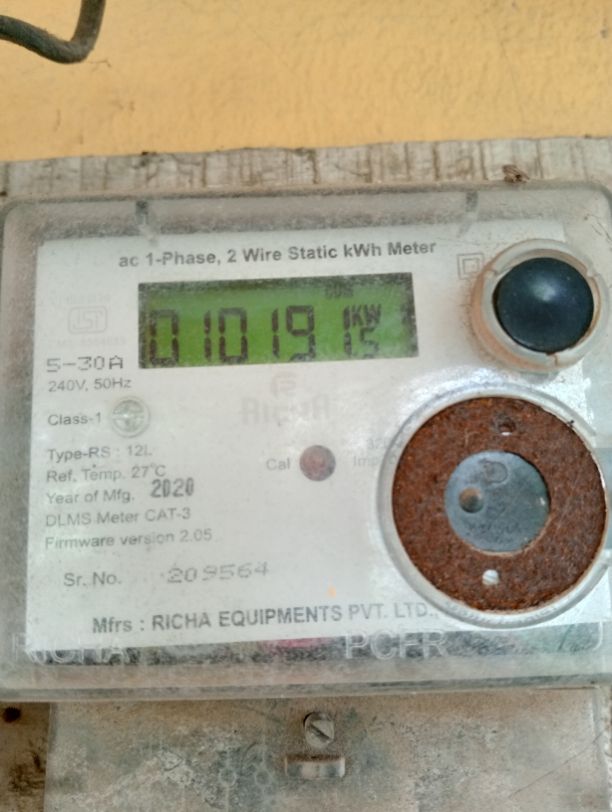 ac 1-Phase, 2 Wire Static kWh Meter
01019 KW
5-30A
240V, 50Hz
RICHA
Class-1
Type-RS : 12L
Cal
Ref. Temp. 27°C
Year of Mfg. 2020
DLMS Meter CAT-3
Firmware version 2.05
Sr. No. 209564
Mfrs : RICHA EQUIPMENTS PVT. LTD.,
RICHA